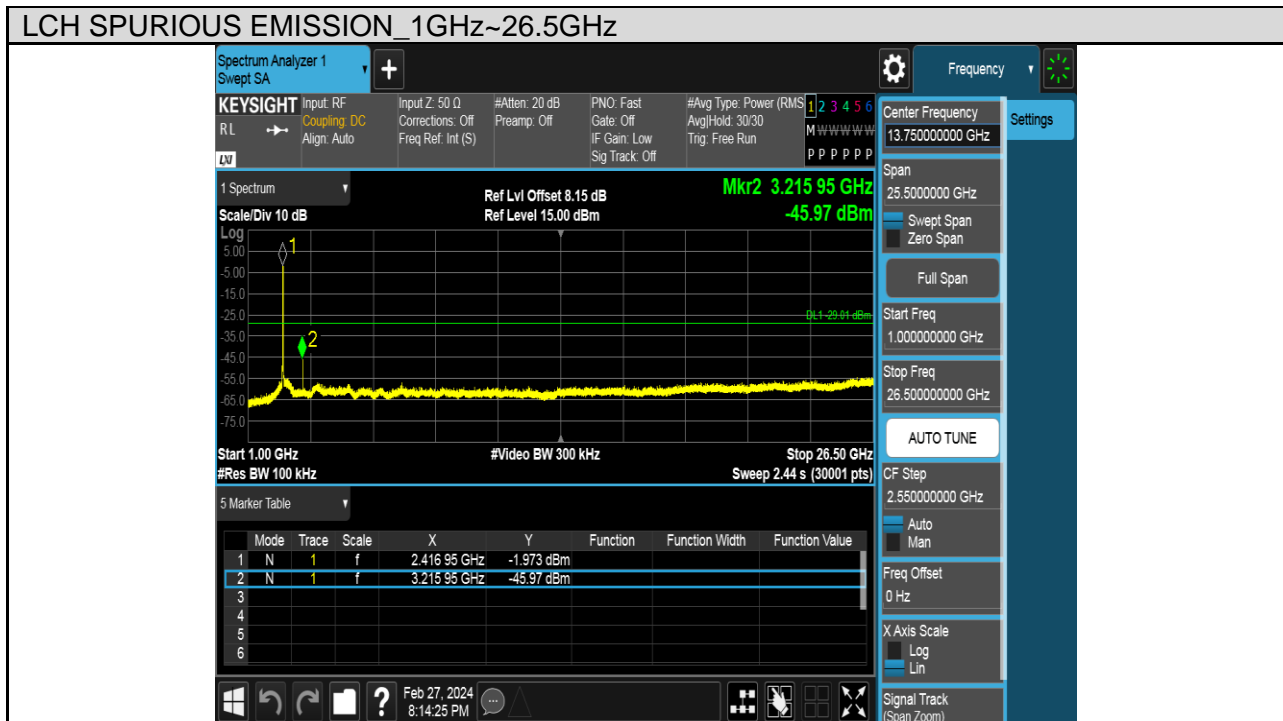 LCH SPURIOUS EMISSION_1GHz~26.5GHz
Spectrum Analyzer 1
Swept SA
Frequency
KEYSIGHT
RL
LXI
Input: RF
Coupling: DC
Align: Auto
Input Z: 50 Ω
Corrections: Off
Freq Ref: Int (S)
#Atten: 20 dB
Preamp: Off
PNO: Fast
Gate: Off
IF Gain: Low
Sig Track: Off
#Avg Type: Power (RMS
Avg|Hold: 30/30
Trig: Free Run
1 2 3 4 5 6
M W W W W W
P P P P P P
1 Spectrum
Scale/Div 10 dB
Ref Lvl Offset 8.15 dB
Ref Level 15.00 dBm
Mkr2 3.215 95 GHz
-45.97 dBm
Log
5.00
-5.00
-15.0
-25.0
-35.0
-45.0
-55.0
-65.0
-75.0
1
2
DL1 -29.01 dBm
Start 1.00 GHz
#Res BW 100 kHz
#Video BW 300 kHz
Stop 26.50 GHz
Sweep 2.44 s (30001 pts)
5 Marker Table
Mode Trace Scale X Y Function Function Width Function Value
1 N 1 f 2.416 95 GHz -1.973 dBm
2 N 1 f 3.215 95 GHz -45.97 dBm
3
4
5
6
?
Feb 27, 2024
8:14:25 PM
Center Frequency
13.750000000 GHz
Settings
Span
25.5000000 GHz
Swept Span
Zero Span
Full Span
Start Freq
1.000000000 GHz
Stop Freq
26.500000000 GHz
AUTO TUNE
CF Step
2.550000000 GHz
Auto
Man
Freq Offset
0 Hz
X Axis Scale
Log
Lin
Signal Track
(Span Zoom)